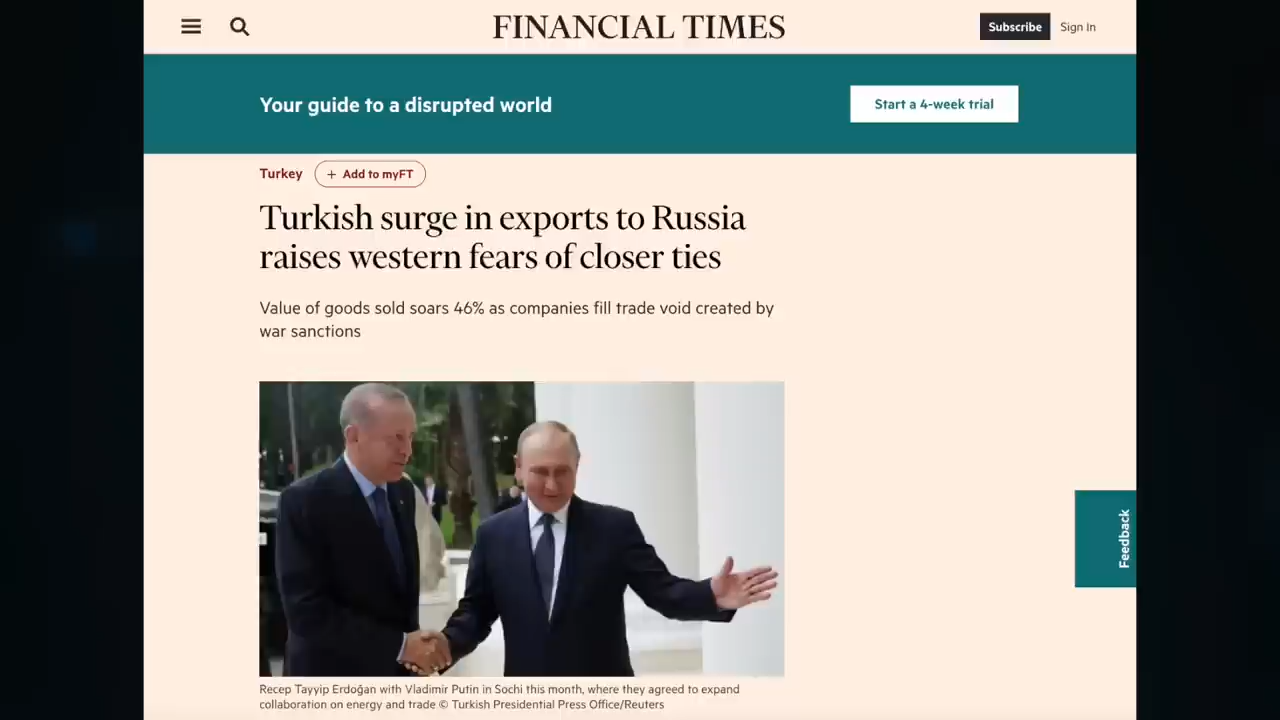 FINANCIAL TIMES
Subscribe
Sign In
Your guide to a disrupted world
Start a 4-week trial
Turkey
+ Add to myFT
Turkish surge in exports to Russia
raises western fears of closer ties
Value of goods sold soars 46% as companies fill trade void created by
war sanctions
Feedback
Recep Tayyip Erdoğan with Vladimir Putin in Sochi this month, where they agreed to expand
collaboration on energy and trade © Turkish Presidential Press Office/Reuters